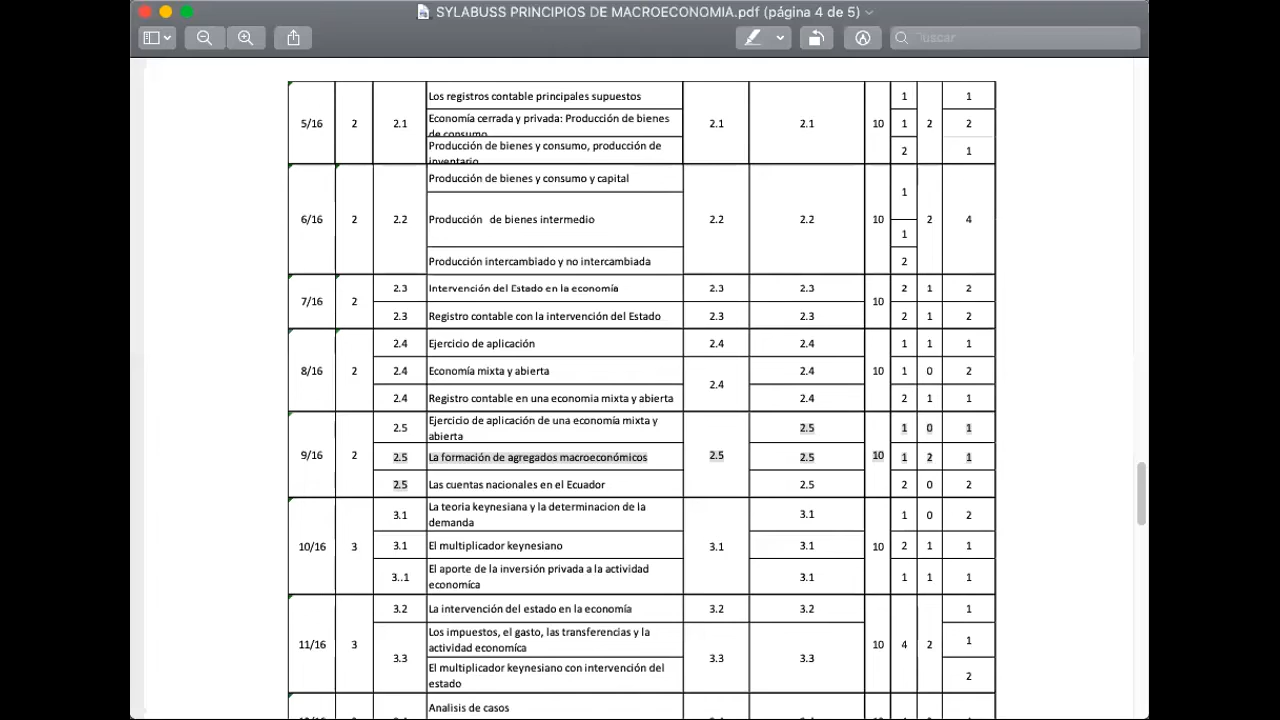 SYLABUSS PRINCIPIOS DE MACROECONOMIA.pdf (página 4 de 5)
Buscar
5/16 2 2.1 Los registros contable principales supuestos 2.1 2.1 10 1 2 1
Economía cerrada y privada: Producción de bienes de consumo 1 2
Producción de bienes y consumo, producción de inventario 2 1
6/16 2 2.2 Producción de bienes y consumo y capital 2.2 2.2 10 1 2 4
Producción de bienes intermedio 1
Producción intercambiado y no intercambiada 2
7/16 2 2.3 Intervención del Estado en la economía 2.3 2.3 10 2 1 2
2.3 Registro contable con la intervención del Estado 2.3 2.3 2 1 2
8/16 2 2.4 Ejercicio de aplicación 2.4 2.4 10 1 1 1
2.4 Economía mixta y abierta 2.4 2.4 1 0 2
2.4 Registro contable en una economia mixta y abierta 2.4 2 1 1
9/16 2 2.5 Ejercicio de aplicación de una economía mixta y abierta 2.5 2.5 10 1 0 1
2.5 La formación de agregados macroeconómicos 2.5 1 2 1
2.5 Las cuentas nacionales en el Ecuador 2.5 2 0 2
10/16 3 3.1 La teoria keynesiana y la determinacion de la demanda 3.1 3.1 10 1 0 2
3.1 El multiplicador keynesiano 3.1 2 1 1
3..1 El aporte de la inversión privada a la actividad economíca 3.1 1 1 1
11/16 3 3.2 La intervención del estado en la economía 3.2 3.2 10 4 2 1
3.3 Los impuestos, el gasto, las transferencias y la actividad economíca 3.3 3.3 1
El multiplicador keynesiano con intervención del estado 2
Analisis de casos